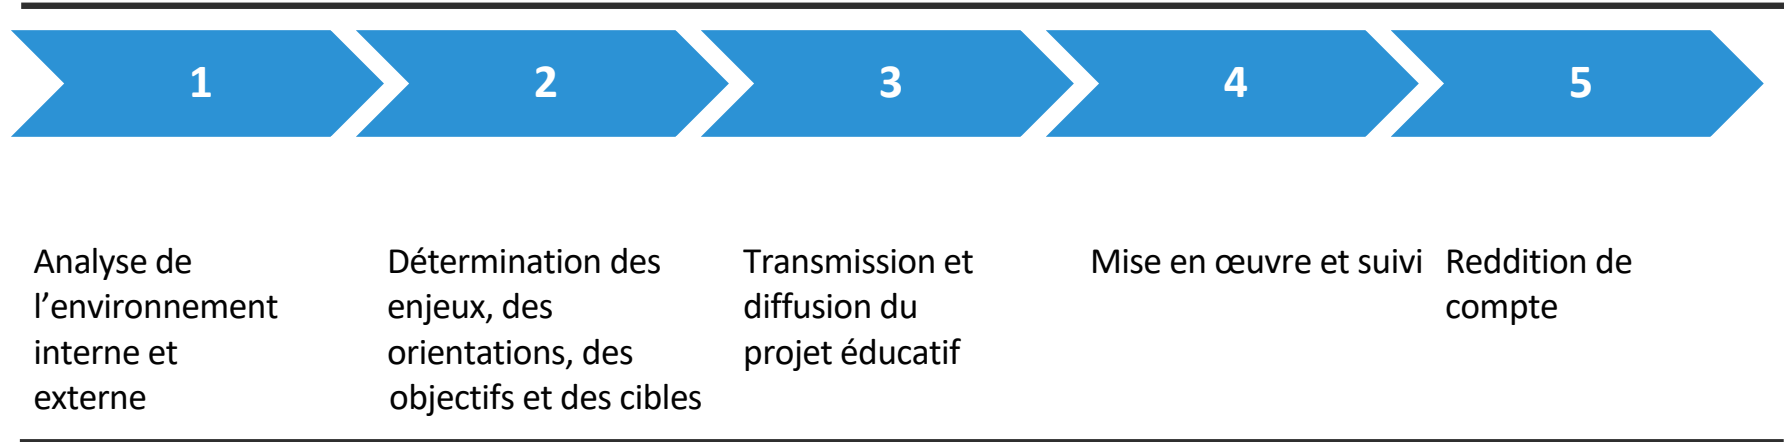 1
2
3
4
5
Analyse de
l’environnement
interne et
externe
Détermination des
enjeux, des
orientations, des
objectifs et des cibles
Transmission et
diffusion du
projet éducatif
Mise en œuvre et suivi
Reddition de
compte